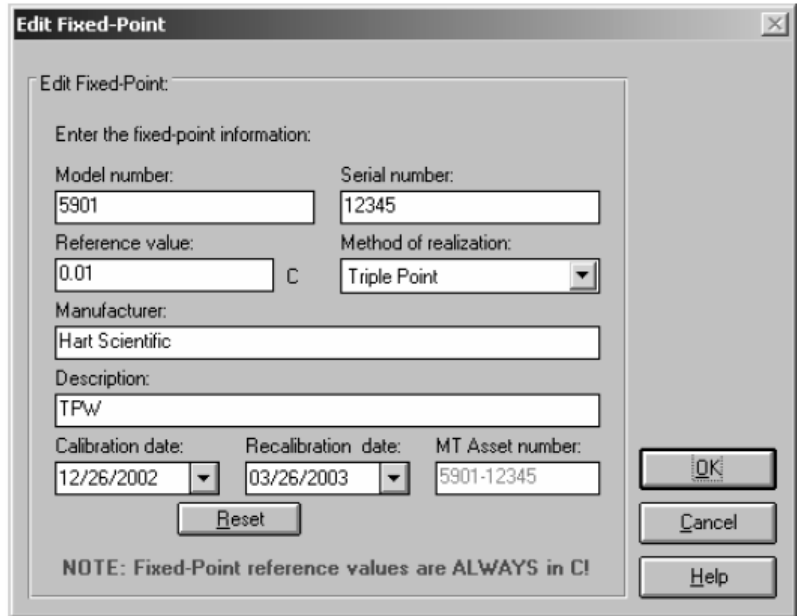 Edit Fixed-Point
Edit Fixed-Point:
Enter the fixed-point information:
Model number: Serial number:
5901 12345
Reference value: Method of realization:
0.01 C Triple Point
Manufacturer:
Hart Scientific
Description:
TPW
Calibration date: Recalibration date: MT Asset number:
12/26/2002 03/26/2003 5901-12345
OK
Reset
Cancel
NOTE: Fixed-Point reference values are ALWAYS in C!
Help